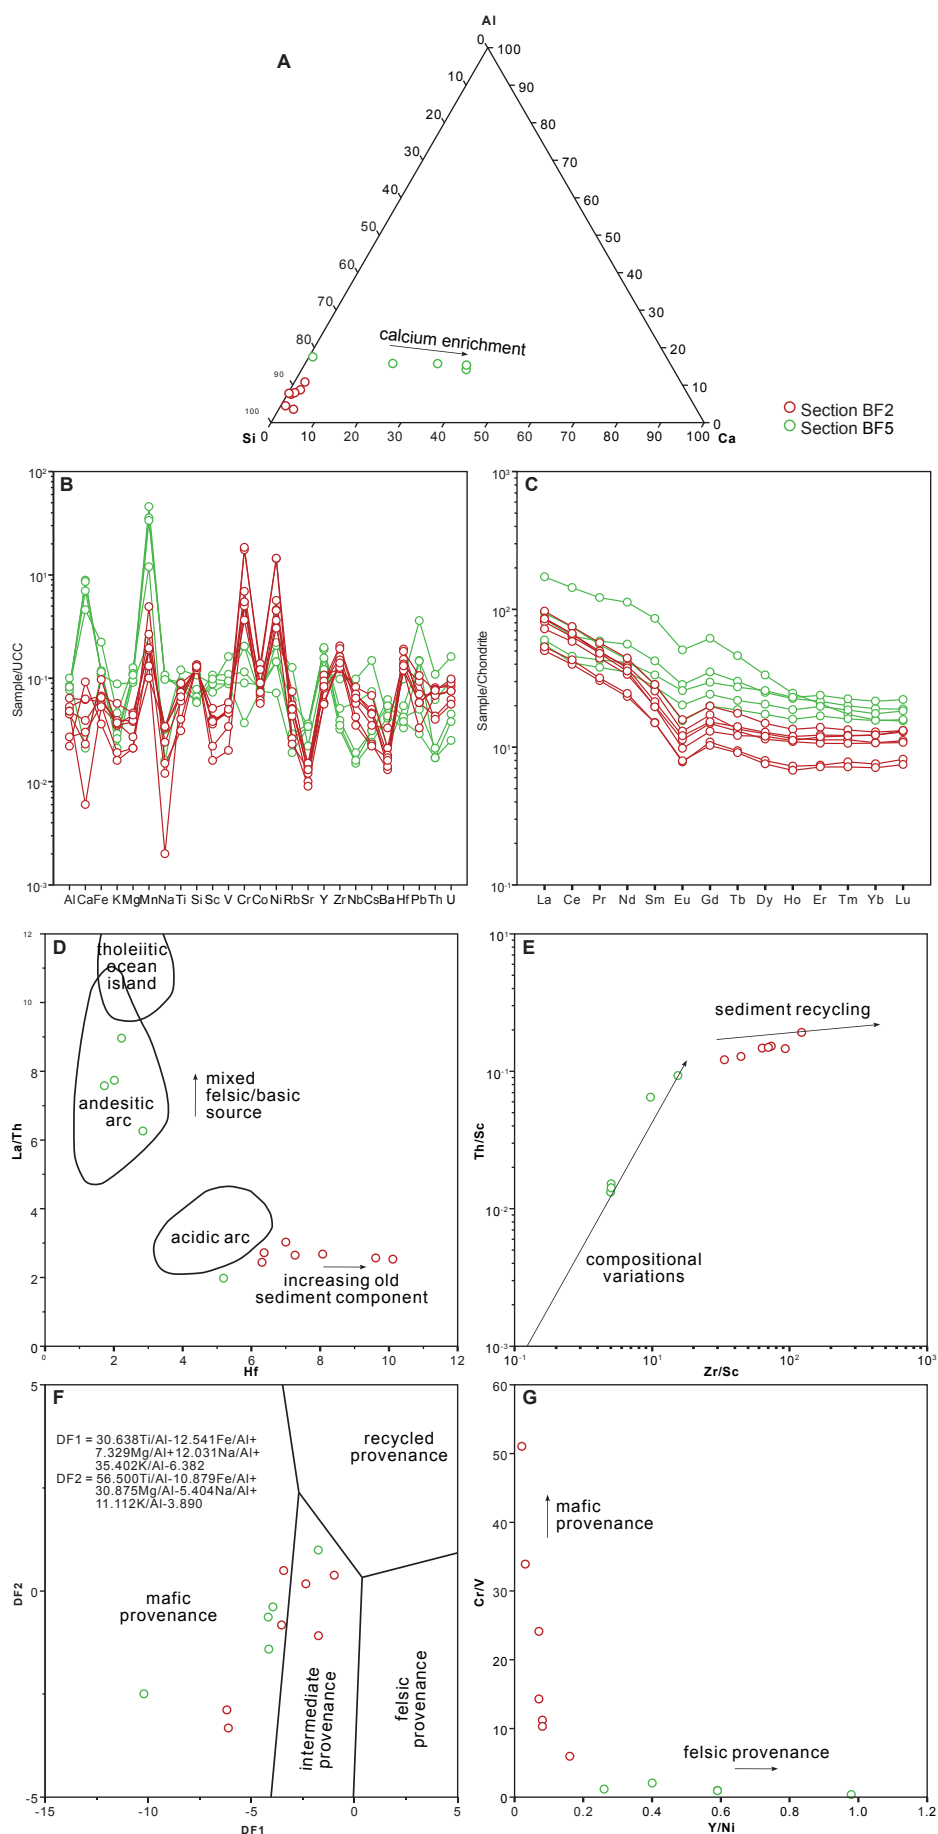 A
Al
0
100
10
90
20
80
30
70
40
60
50
50
60
40
70
30
80
20
90
10
100
0
calcium enrichment
Si
0
10
20
30
40
50
60
70
80
90
100
Ca
Section BF2
Section BF5
B
Sample/UCC
10²
10¹
10⁻¹
10⁻²
10⁻³
Al Ca Fe K Mg Mn Na Ti Si Sc V Cr Co Ni Rb Sr Y Zr Nb Cs Ba Hf Pb Th U
C
Sample/Chondrite
10³
10²
10¹
10⁻¹
La Ce Pr Nd Sm Eu Gd Tb Dy Ho Er Tm Yb Lu
D
La/Th
12
10
8
6
4
2
0
tholeiitic
ocean
island
andesitic
arc
mixed
felsic/basic
source
acidic arc
increasing old
sediment component
0 2 4 6 8 10 12
Hf
E
Th/Sc
10¹
10⁰
10⁻¹
10⁻²
10⁻³
sediment recycling
compositional
variations
10⁻¹ 10⁰ 10¹ 10² 10³
Zr/Sc
F
DF2
5
0
-5
DF1 = 30.638Ti/Al-12.541Fe/Al+
7.329Mg/Al+12.031Na/Al+
35.402K/Al-6.382
DF2 = 56.500Ti/Al-10.879Fe/Al+
30.875Mg/Al-5.404Na/Al+
11.112K/Al-3.890
recycled
provenance
mafic
provenance
intermediate
provenance
felsic
provenance
-15 -10 -5 0 5
DF1
G
Cr/V
60
50
40
30
20
10
0
mafic
provenance
felsic provenance
0 0.2 0.4 0.6 0.8 1.0 1.2
Y/Ni